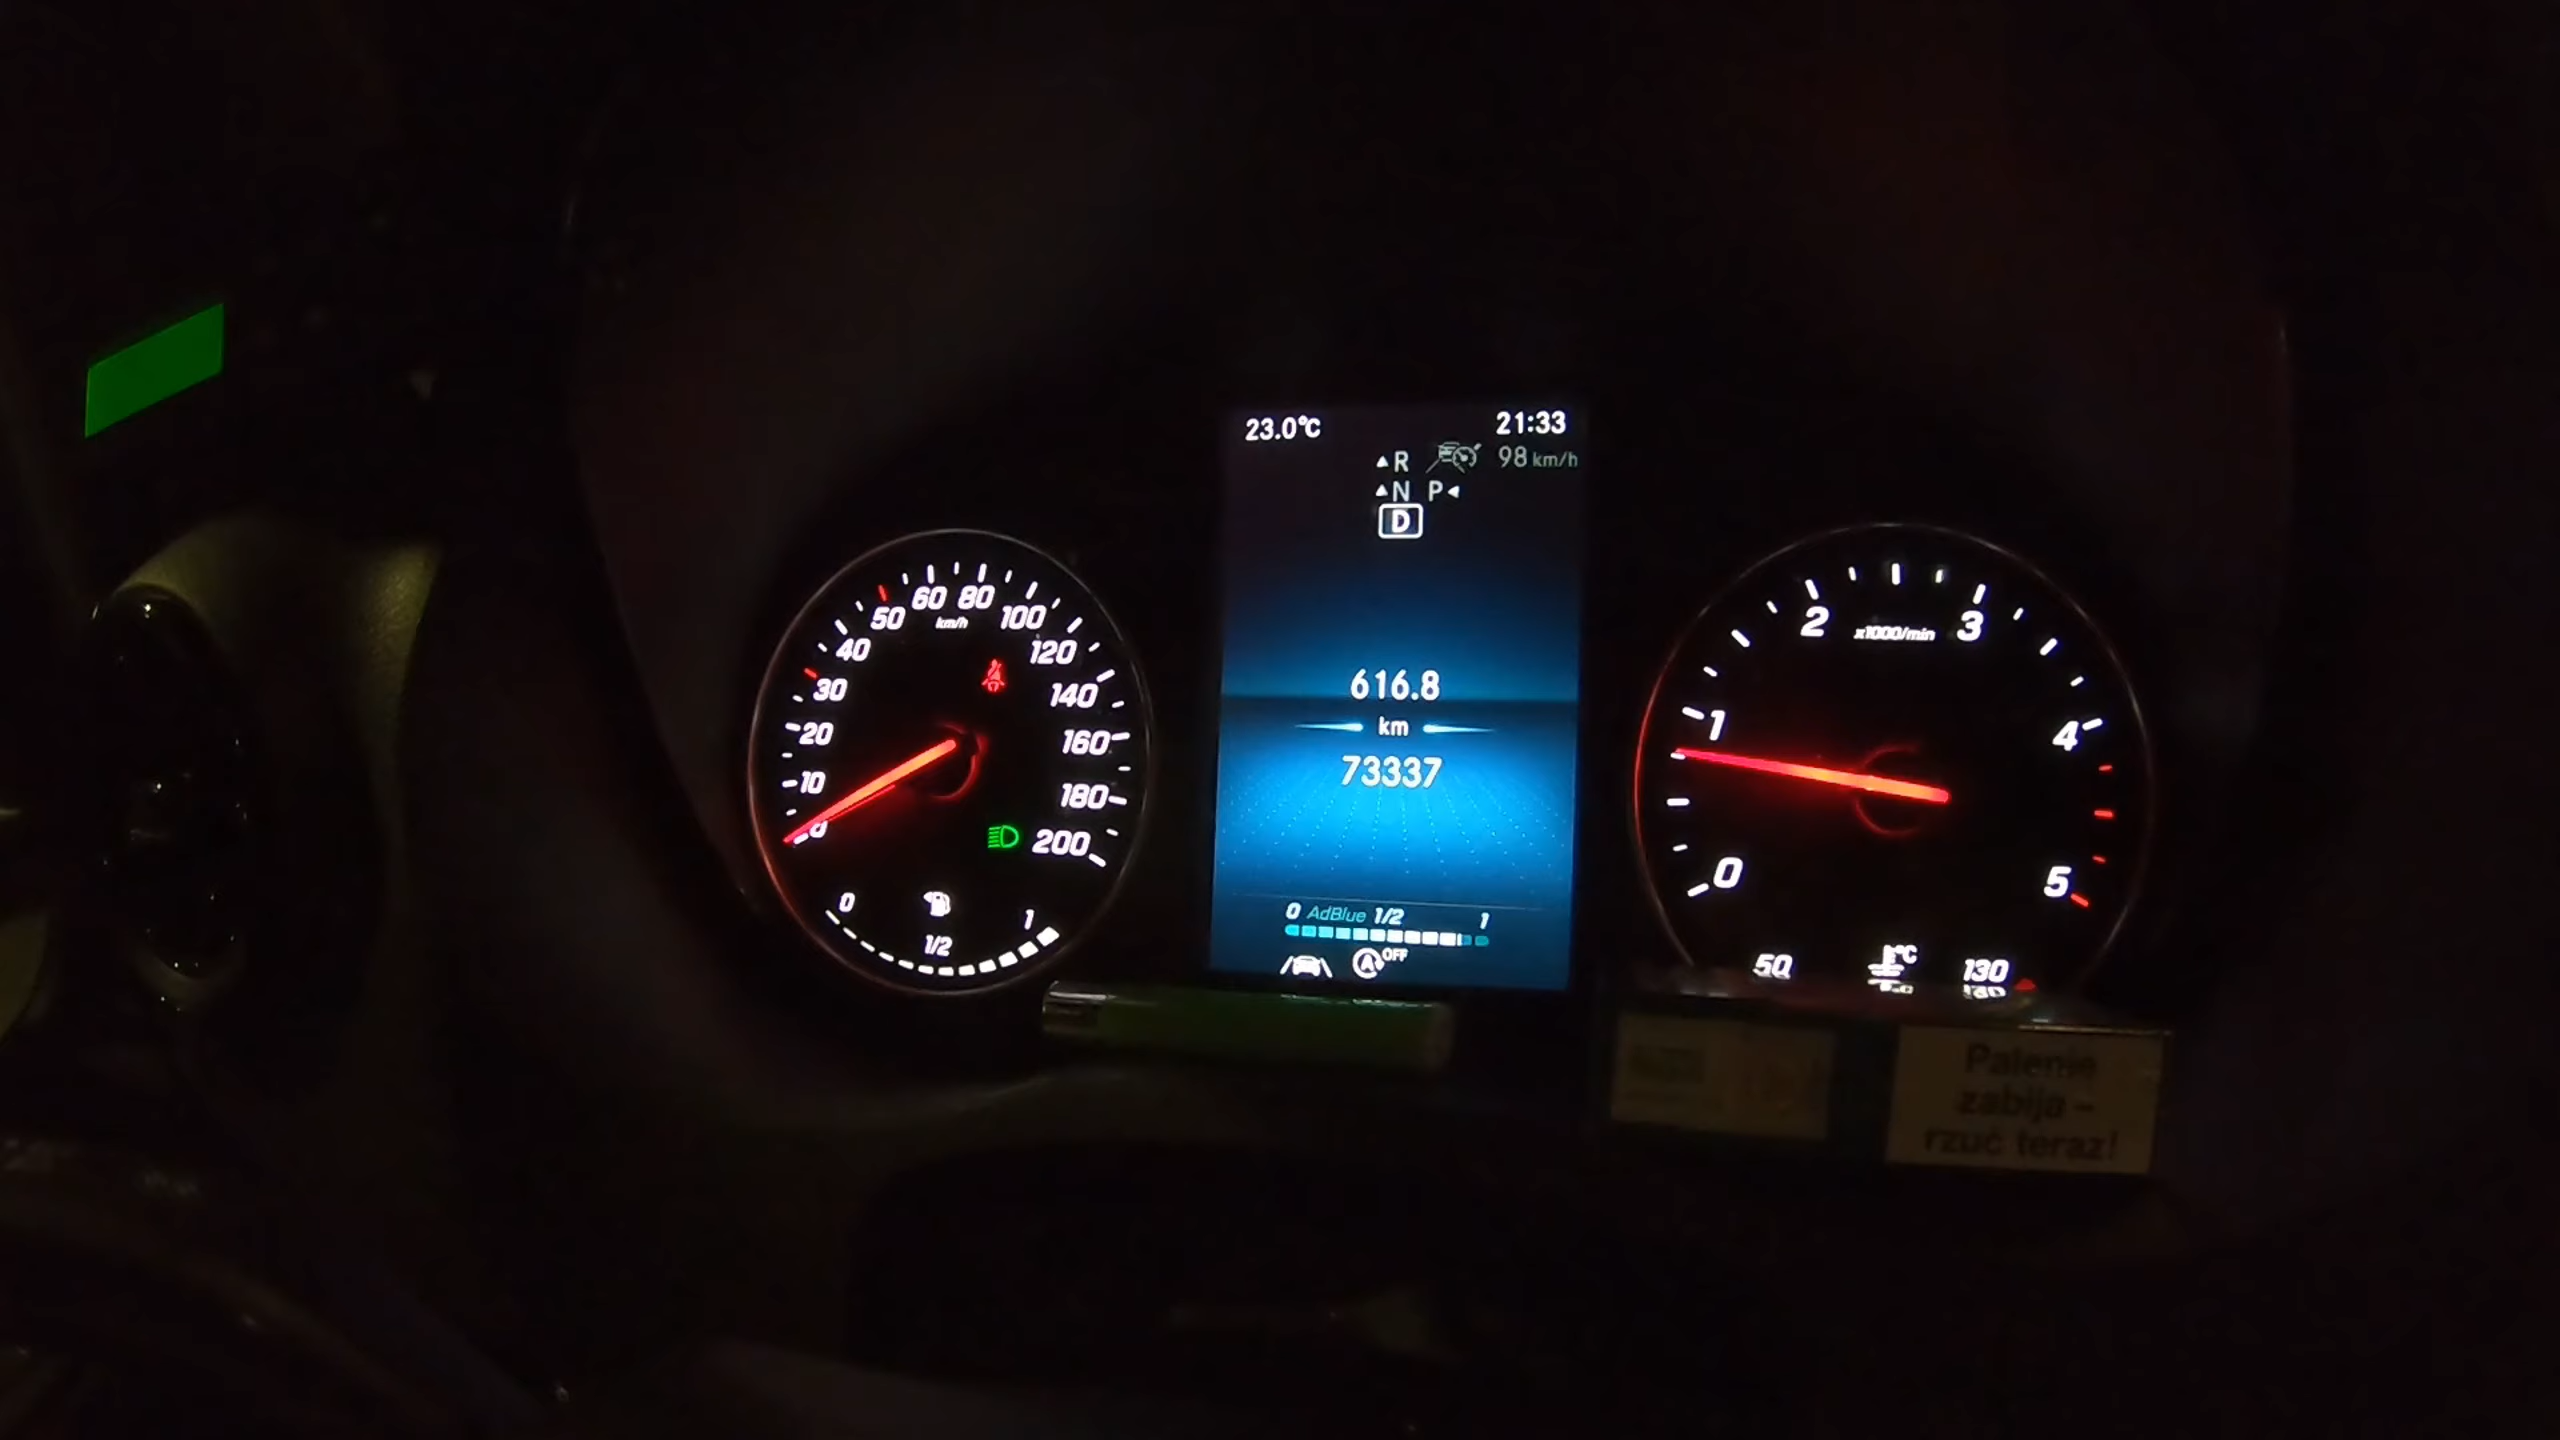 23.0°C
21:33
R
98 km/h
N P
D
0
10
20
30
40
50
60
80
100
120
140
160
180
200
km/h
0
1/2
1
616.8
km
73337
0 AdBlue 1/2 1
A OFF
0
1
2
3
4
5
x1000/min
50
°C
130
Palenie
zabija –
rzuć teraz!